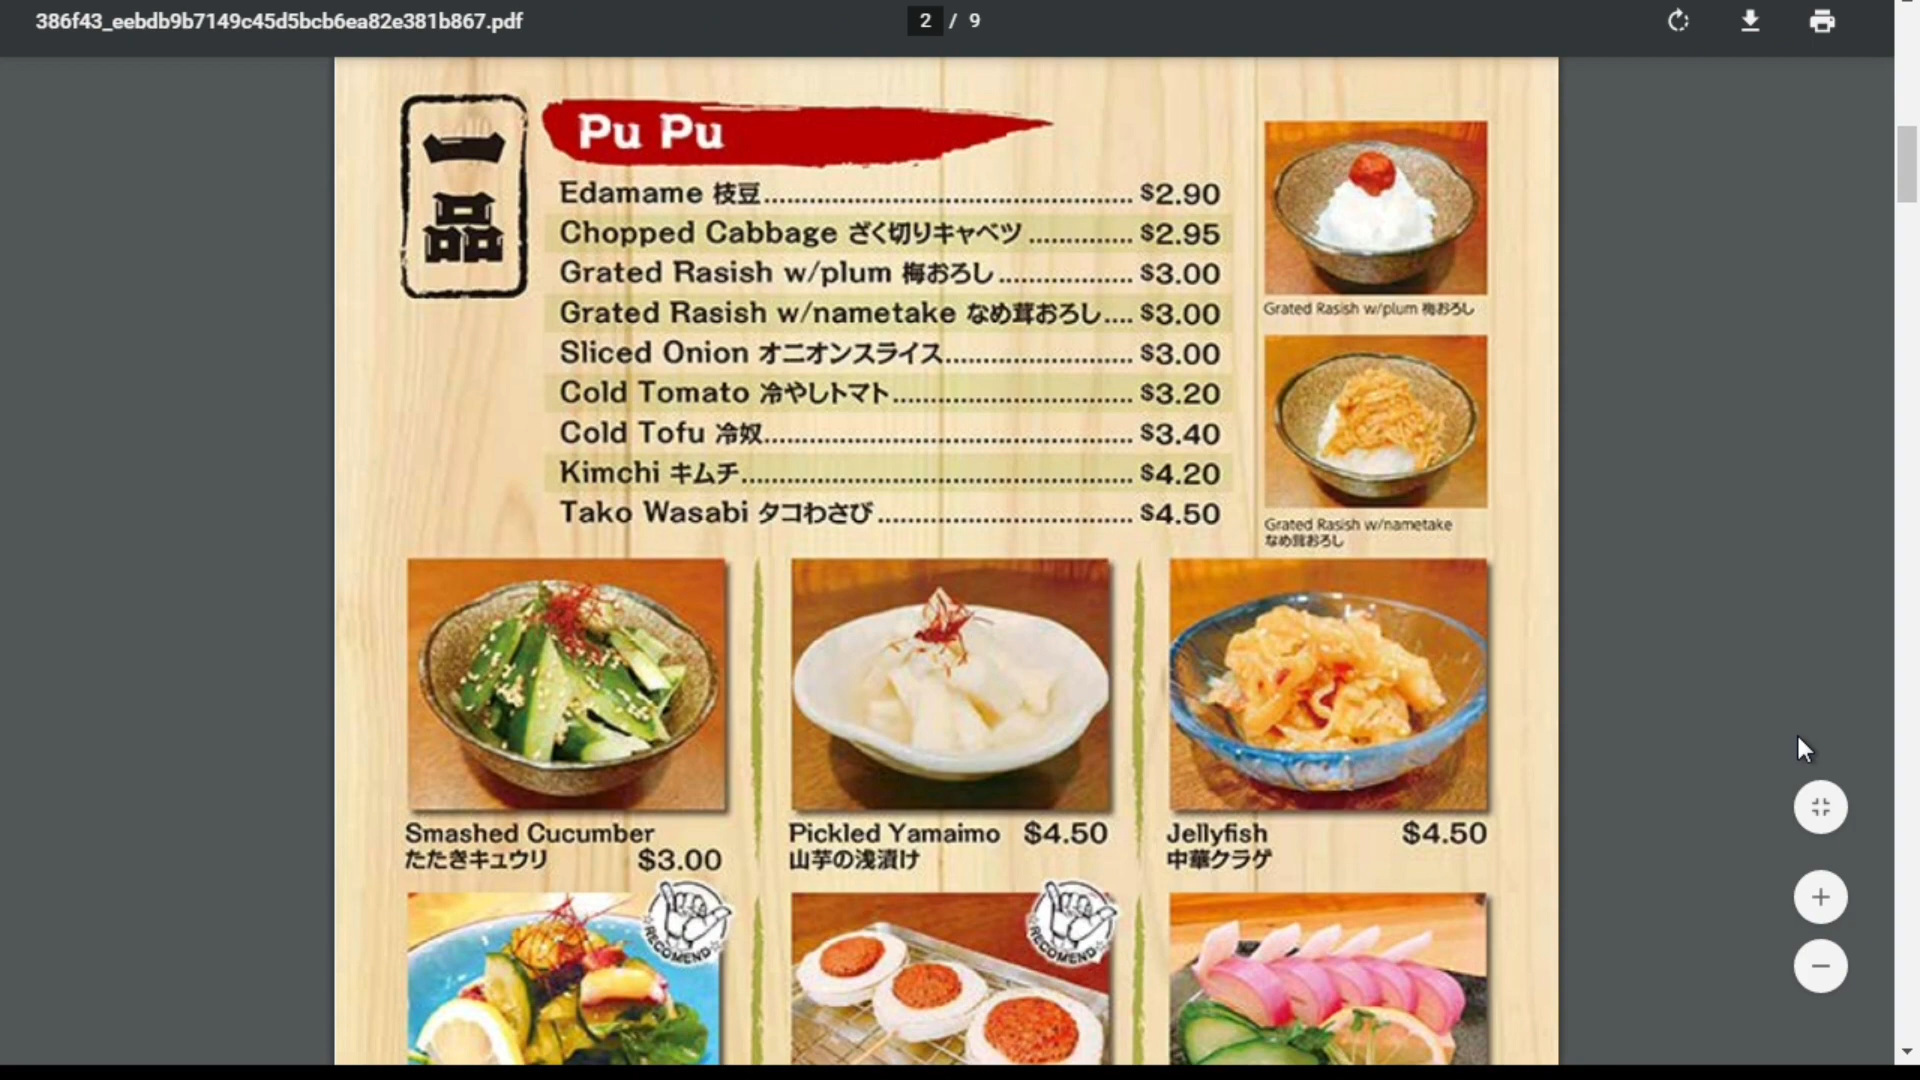 386f43_eebdb9b7149c45d5bcb6ea82e381b867.pdf
2 / 9
一品
Pu Pu
Edamame 枝豆 $2.90
Chopped Cabbage ざく切りキャベツ $2.95
Grated Rasish w/plum 梅おろし $3.00
Grated Rasish w/nametake なめ茸おろし $3.00
Sliced Onion オニオンスライス $3.00
Cold Tomato 冷やしトマト $3.20
Cold Tofu 冷奴 $3.40
Kimchi キムチ $4.20
Tako Wasabi タコわさび $4.50
Grated Rasish w/plum 梅おろし
Grated Rasish w/nametake
なめ茸おろし
Smashed Cucumber
たたきキュウリ $3.00
Pickled Yamaimo $4.50
山芋の浅漬け
Jellyfish $4.50
中華クラゲ
RECOMEND
RECOMEND